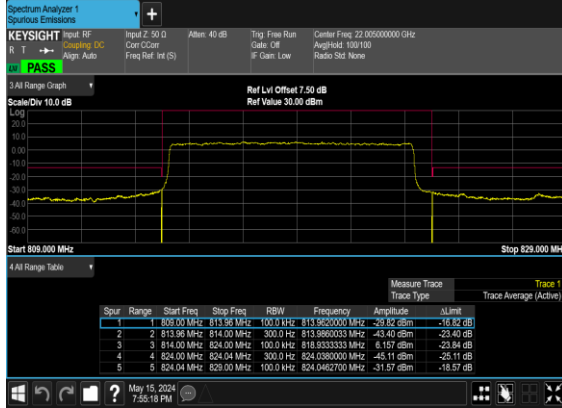 Spectrum Analyzer 1
Spurious Emissions
+
KEYSIGHT Input: RF Input Z: 50 Ω Atten: 40 dB Trig: Free Run Center Freq: 22.005000000 GHz
R T Coupling: DC Corr CCorr Gate: Off Avg|Hold: 100/100
Align: Auto Freq Ref: Int (S) IF Gain: Low Radio Std: None
PASS
3 All Range Graph
Ref Lvl Offset 7.50 dB
Scale/Div 10.0 dB Ref Value 30.00 dBm
Log
20.0
10.0
0.00
-10.0
-20.0
-30.0
-40.0
-50.0
-60.0
Start 809.000 MHz Stop 829.000 MH
4 All Range Table
Measure Trace Trace 1
Trace Type Trace Average (Active)
Spur Range Start Freq Stop Freq RBW Frequency Amplitude ΔLimit
1 1 809.00 MHz 813.96 MHz 100.0 kHz 813.9620000 MHz -29.82 dBm -16.82 dB
2 2 813.96 MHz 814.00 MHz 300.0 Hz 813.9860033 MHz -43.40 dBm -23.40 dB
3 3 814.00 MHz 824.00 MHz 100.0 kHz 818.9333333 MHz 6.157 dBm -23.84 dB
4 4 824.00 MHz 824.04 MHz 300.0 Hz 824.0380000 MHz -45.11 dBm -25.11 dB
5 5 824.04 MHz 829.00 MHz 100.0 kHz 824.0462700 MHz -31.57 dBm -18.57 dB
? May 15, 2024
7:55:18 PM